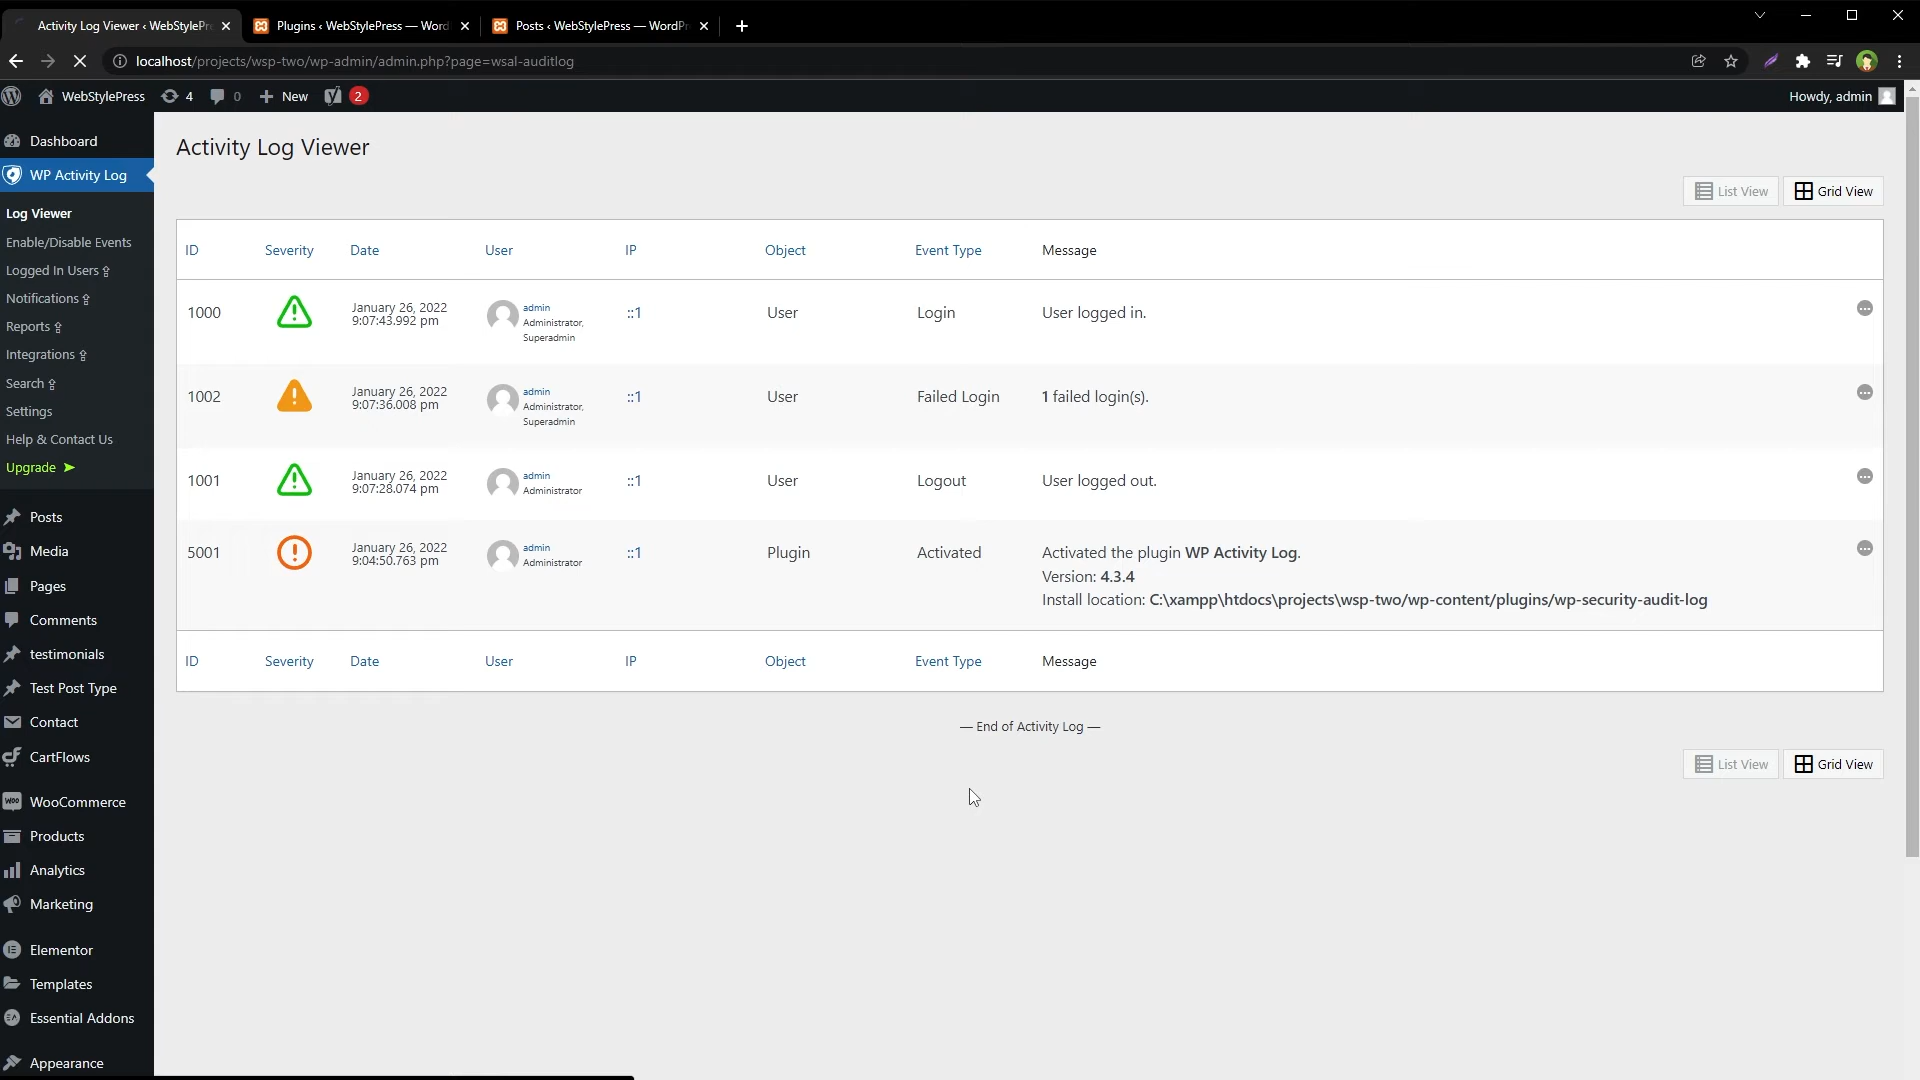 Activity Log Viewer ‹ WebStylePre
Plugins ‹ WebStylePress — Word
Posts ‹ WebStylePress — WordPr
localhost/projects/wsp-two/wp-admin/admin.php?page=wsal-auditlog
WebStylePress
4
0
New
2
Howdy, admin
Dashboard
WP Activity Log
Log Viewer
Enable/Disable Events
Logged In Users
Notifications
Reports
Integrations
Search
Settings
Help & Contact Us
Upgrade ➤
Posts
Media
Pages
Comments
testimonials
Test Post Type
Contact
CartFlows
WooCommerce
Products
Analytics
Marketing
Elementor
Templates
Essential Addons
Appearance
Activity Log Viewer
List View
Grid View
ID Severity Date User IP Object Event Type Message
1000 January 26, 2022 9:07:43.992 pm admin Administrator, Superadmin ::1 User Login User logged in.
1002 January 26, 2022 9:07:36.008 pm admin Administrator, Superadmin ::1 User Failed Login 1 failed login(s).
1001 January 26, 2022 9:07:28.074 pm admin Administrator ::1 User Logout User logged out.
5001 January 26, 2022 9:04:50.763 pm admin Administrator ::1 Plugin Activated Activated the plugin WP Activity Log.
Version: 4.3.4
Install location: C:\xampp\htdocs\projects\wsp-two/wp-content/plugins/wp-security-audit-log
ID Severity Date User IP Object Event Type Message
— End of Activity Log —
List View
Grid View